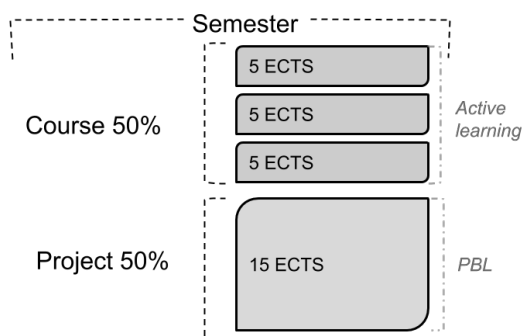 Semester
5 ECTS
Course 50%
5 ECTS
Active
learning
5 ECTS
Project 50%
15 ECTS
PBL